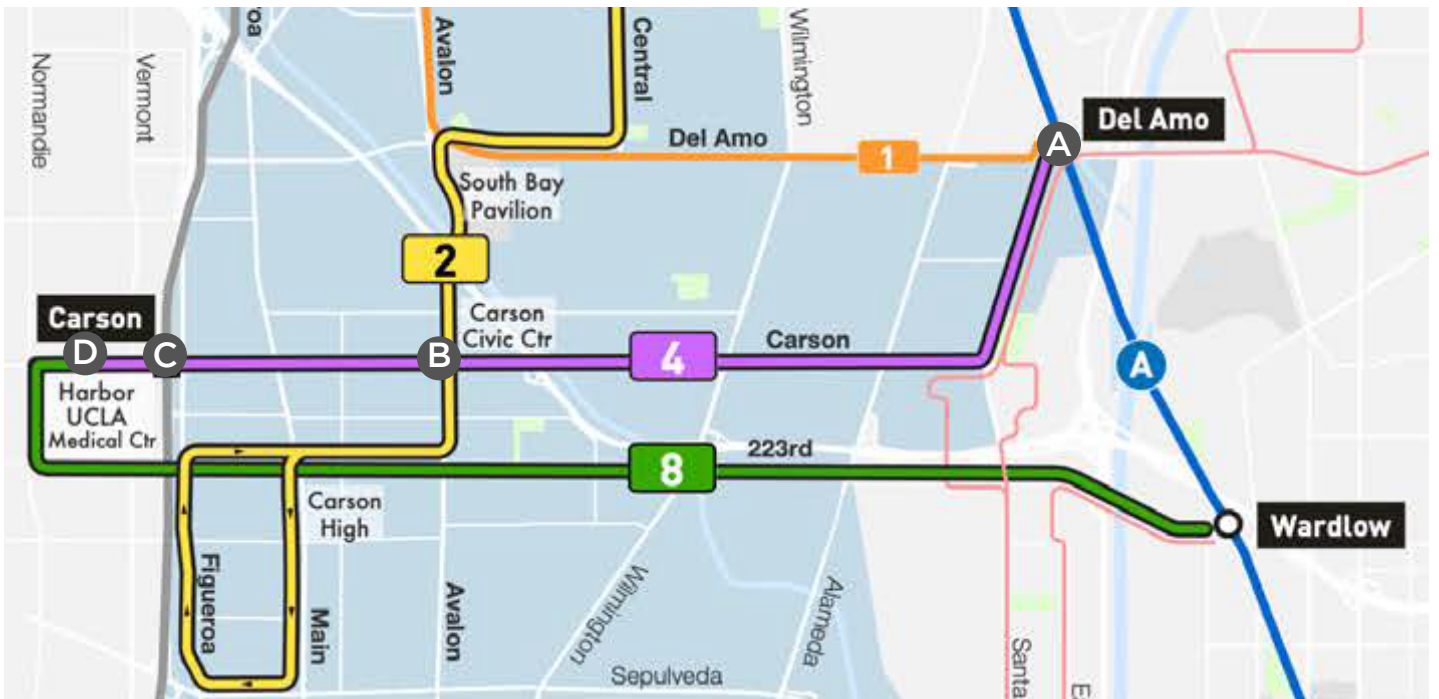 oa
Avalon
Central
Wilmington
Normandie
Vermont
Del Amo
A
Del Amo
1
South Bay
Pavilion
2
Carson
Carson
Civic Ctr
D
C
B
4
Carson
A
Harbor
UCLA
Medical Ctr
8
223rd
Carson
High
Wardlow
Figueroa
Main
Avalon
Wilmington
Alameda
Santa
E
Sepulveda